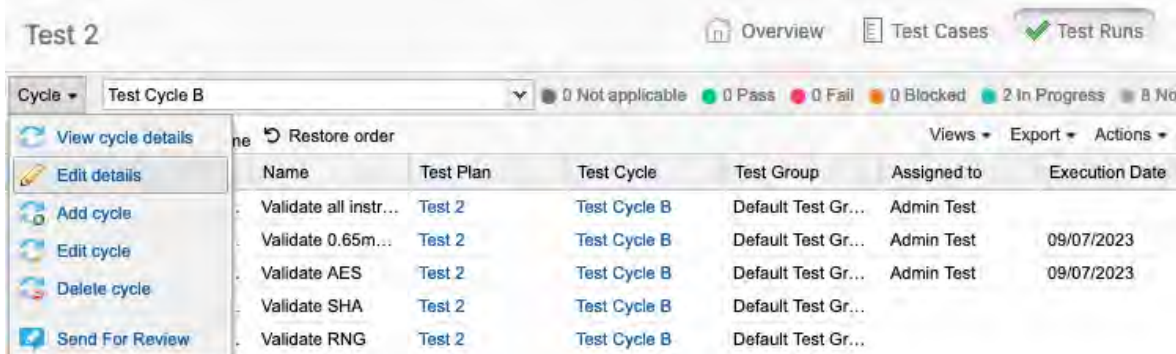 Test 2 Overview Test Cases Test Runs
Cycle Test Cycle B 0 Not applicable 0 Pass 0 Fail 0 Blocked 2 In Progress 8 No
View cycle details me Restore order Views Export Actions
Edit details Name Test Plan Test Cycle Test Group Assigned to Execution Date
Add cycle . Validate all instr... Test 2 Test Cycle B Default Test Gr... Admin Test
Edit cycle . Validate 0.65m... Test 2 Test Cycle B Default Test Gr... Admin Test 09/07/2023
Delete cycle . Validate AES Test 2 Test Cycle B Default Test Gr... Admin Test 09/07/2023
. Validate SHA Test 2 Test Cycle B Default Test Gr...
Send For Review . Validate RNG Test 2 Test Cycle B Default Test Gr...